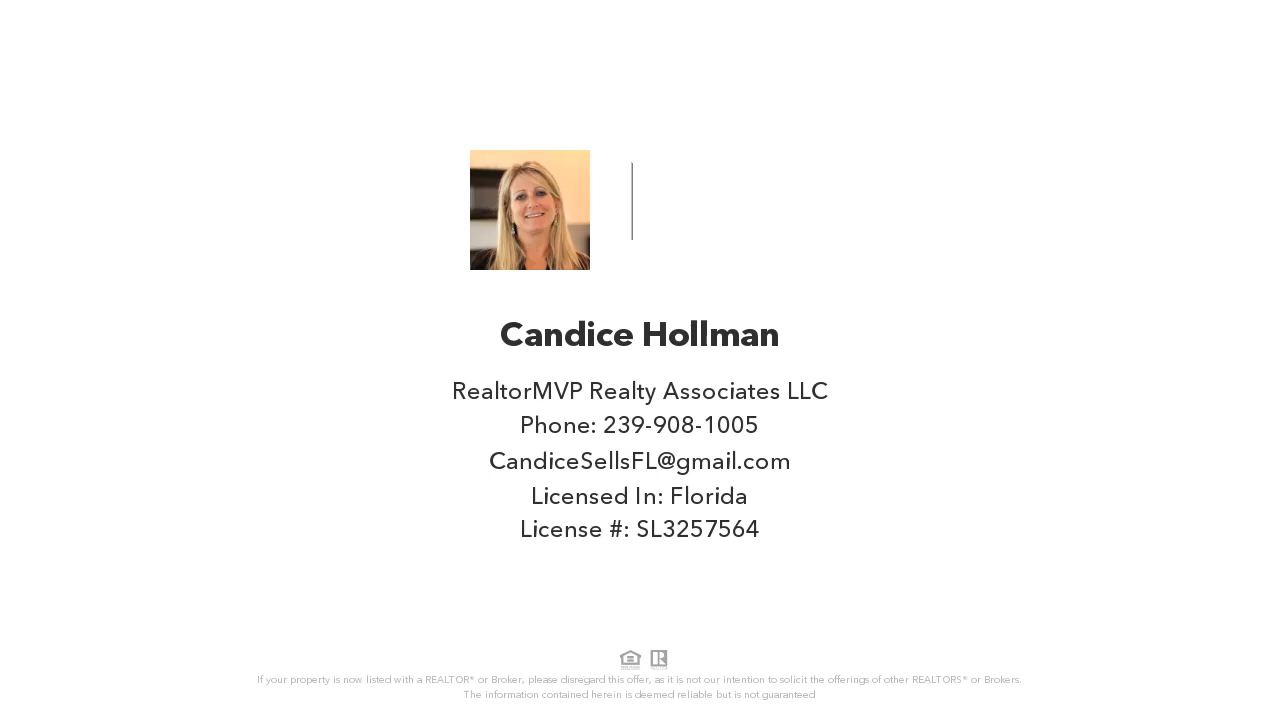 Candice Hollman
RealtorMVP Realty Associates LLC
Phone: 239-908-1005
CandiceSellsFL@gmail.com
Licensed In: Florida
License #: SL3257564
If your property is now listed with a REALTOR® or Broker, please disregard this offer, as it is not our intention to solicit the offerings of other REALTORS® or Brokers.
The information contained herein is deemed reliable but is not guaranteed